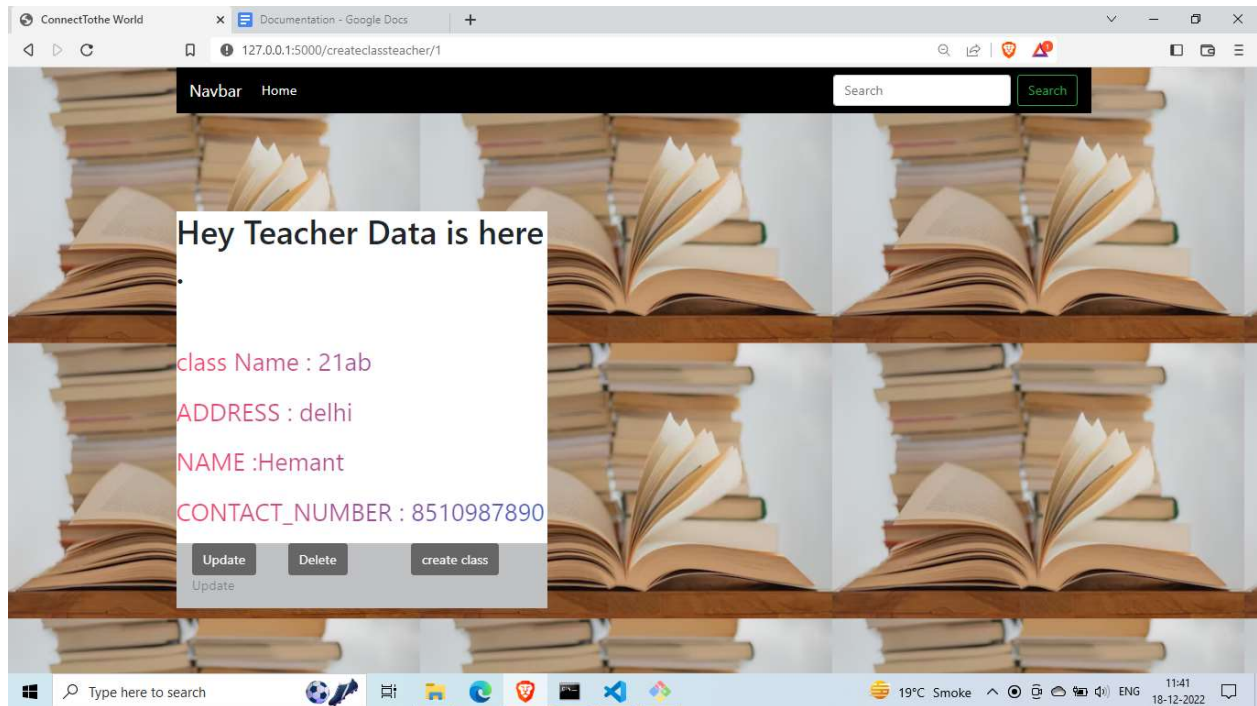 ConnectTothe World
Documentation - Google Docs
127.0.0.1:5000/createclassteacher/1
Navbar Home Search Search
Hey Teacher Data is here
.
class Name : 21ab
ADDRESS : delhi
NAME :Hemant
CONTACT_NUMBER : 8510987890
Update Delete create class
Update
Type here to search
19°C Smoke ENG
11:41
18-12-2022